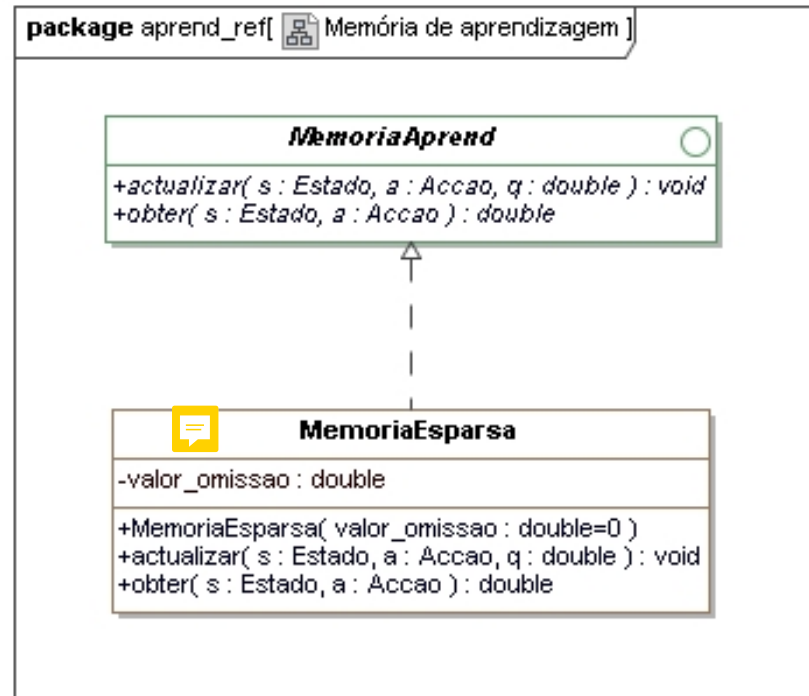 package aprend_ref[ Memória de aprendizagem ]
MemoriaAprend
+actualizar( s : Estado, a : Accao, q : double ) : void
+obter( s : Estado, a : Accao ) : double
MemoriaEsparsa
-valor_omissao : double
+MemoriaEsparsa( valor_omissao : double=0 )
+actualizar( s : Estado, a : Accao, q : double ) : void
+obter( s : Estado, a : Accao ) : double